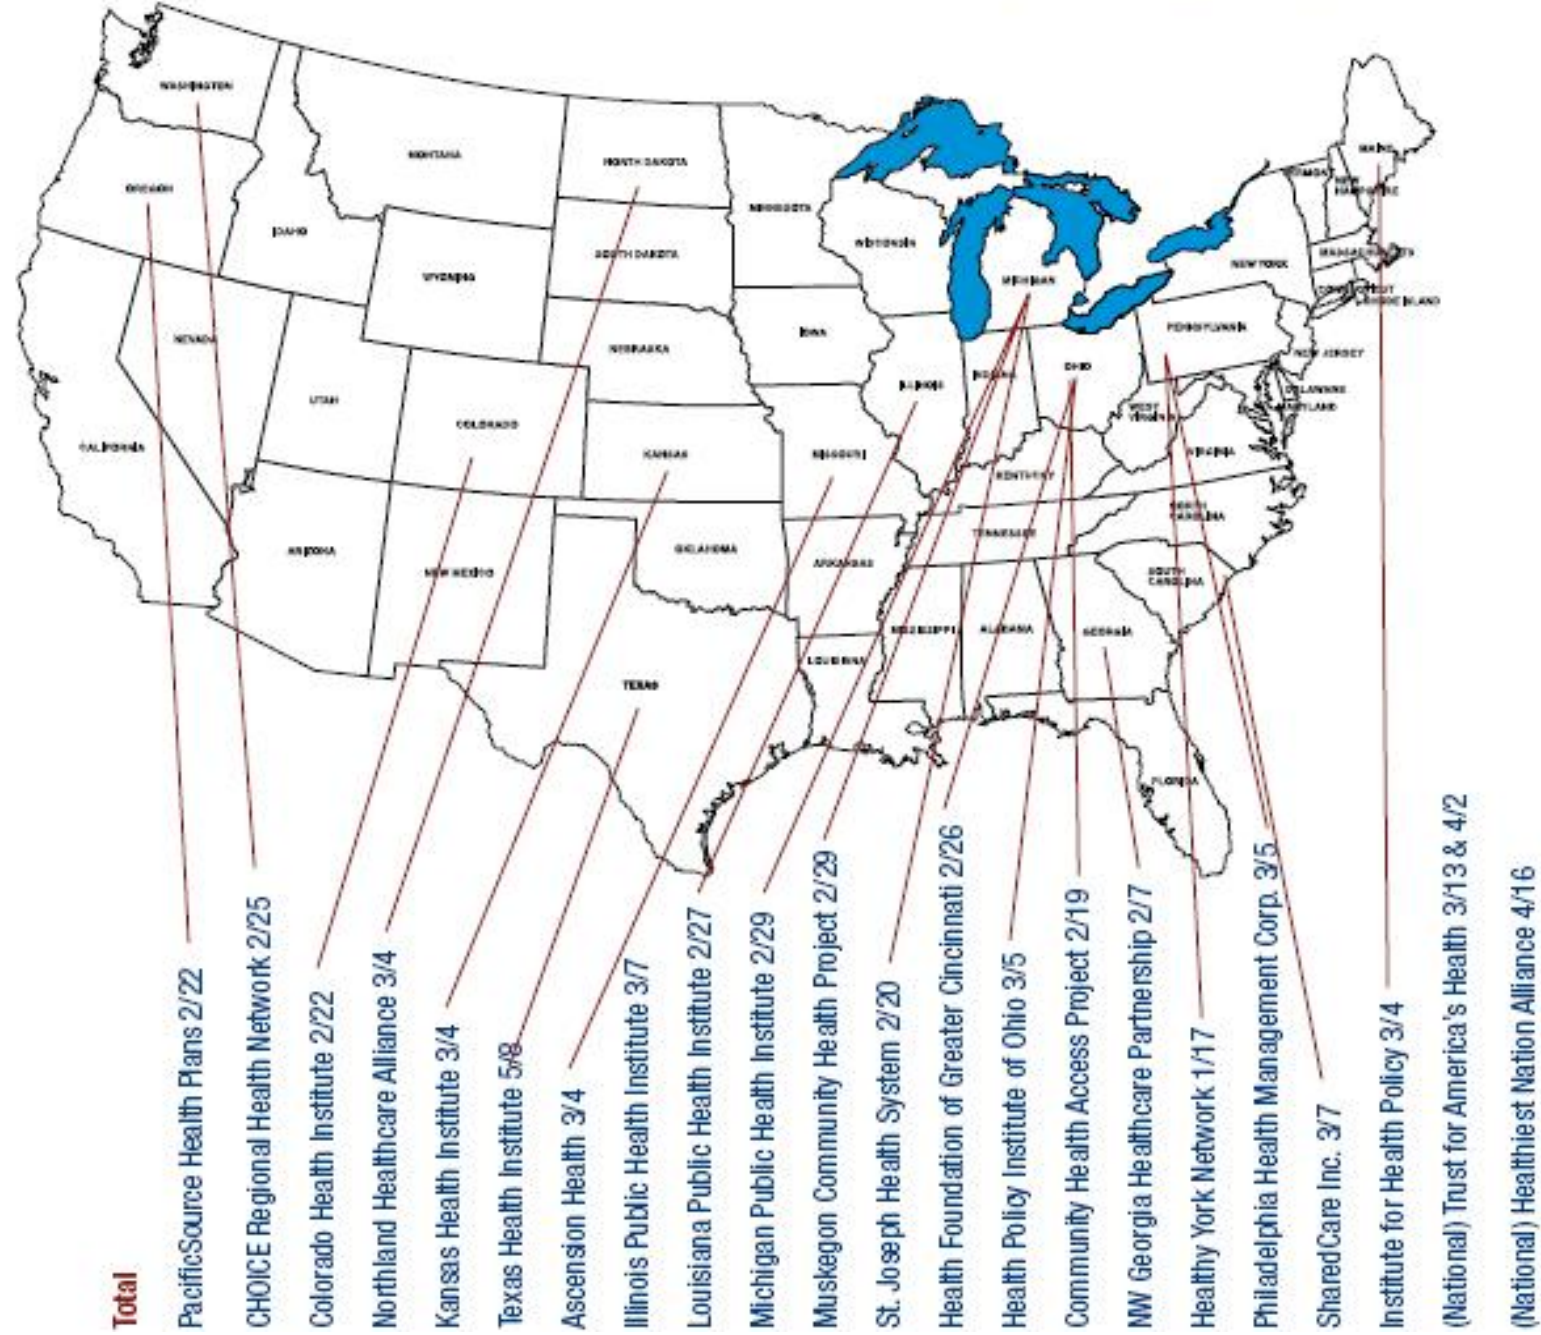 WASHINGTON
OREGON
MONTANA
IDAHO
WYOMING
NEVADA
UTAH
CALIFORNIA
COLORADO
ARIZONA
NEW MEXICO
NORTH DAKOTA
SOUTH DAKOTA
NEBRASKA
KANSAS
OKLAHOMA
TEXAS
MINNESOTA
IOWA
MISSOURI
ARKANSAS
LOUISIANA
WISCONSIN
ILLINOIS
MICHIGAN
INDIANA
OHIO
KENTUCKY
TENNESSEE
MISSISSIPPI
ALABAMA
GEORGIA
FLORIDA
SOUTH
CAROLINA
NORTH
CAROLINA
VIRGINIA
WEST
VIRGINIA
PENNSYLVANIA
NEW YORK
VERMONT
NEW
HAMPSHIRE
MAINE
MASSACHUSETTS
CONNECTICUT
RHODE ISLAND
NEW JERSEY
DELAWARE
MARYLAND
Total
PacificSource Health Plans 2/22
CHOICE Regional Health Network 2/25
Colorado Health Institute 2/22
Northland Healthcare Alliance 3/4
Kansas Health Institute 3/4
Texas Health Institute 5/8
Ascension Health 3/4
Illinois Public Health Institute 3/7
Louisiana Public Health Institute 2/27
Michigan Public Health Institute 2/29
Muskegon Community Health Project 2/29
St. Joseph Health System 2/20
Health Foundation of Greater Cincinnati 2/26
Health Policy Institute of Ohio 3/5
Community Health Access Project 2/19
NW Georgia Healthcare Partnership 2/7
Healthy York Network 1/17
Philadelphia Health Management Corp. 3/5
SharedCare Inc. 3/7
Institute for Health Policy 3/4
(National) Trust for America's Health 3/13 & 4/2
(National) Healthiest Nation Alliance 4/16